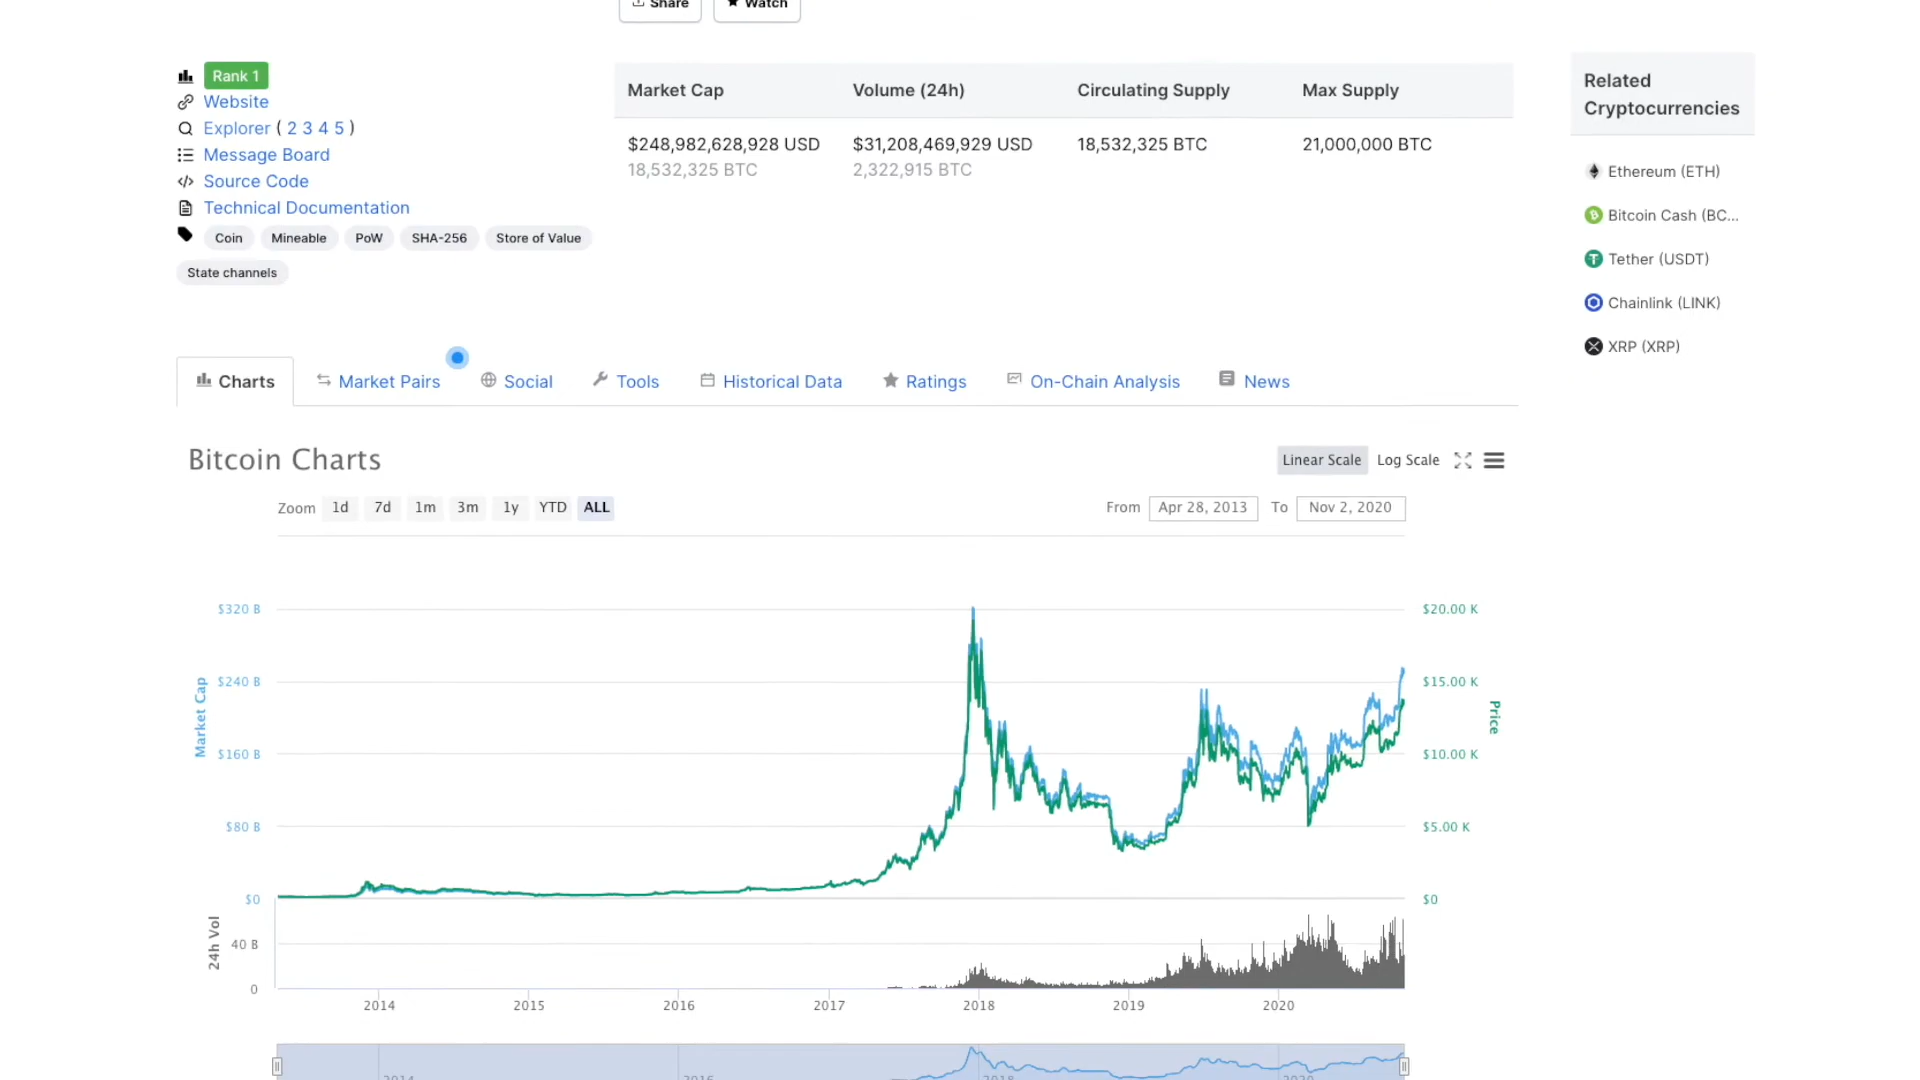 Share Watch
Rank 1
Website
Explorer ( 2 3 4 5 )
Message Board
Source Code
Technical Documentation
Coin Mineable PoW SHA-256 Store of Value
State channels
Market Cap Volume (24h) Circulating Supply Max Supply
$248,982,628,928 USD $31,208,469,929 USD 18,532,325 BTC 21,000,000 BTC
18,532,325 BTC 2,322,915 BTC
Related
Cryptocurrencies
Ethereum (ETH)
Bitcoin Cash (BC...
Tether (USDT)
Chainlink (LINK)
XRP (XRP)
Charts Market Pairs Social Tools Historical Data Ratings On-Chain Analysis News
Bitcoin Charts
Linear Scale Log Scale
Zoom 1d 7d 1m 3m 1y YTD ALL
From Apr 28, 2013 To Nov 2, 2020
$320 B $20.00 K
$240 B $15.00 K
Market Cap
Price
$160 B $10.00 K
$80 B $5.00 K
$0 $0
24h Vol
40 B
0
2014 2015 2016 2017 2018 2019 2020
2014 2016 2018 2020